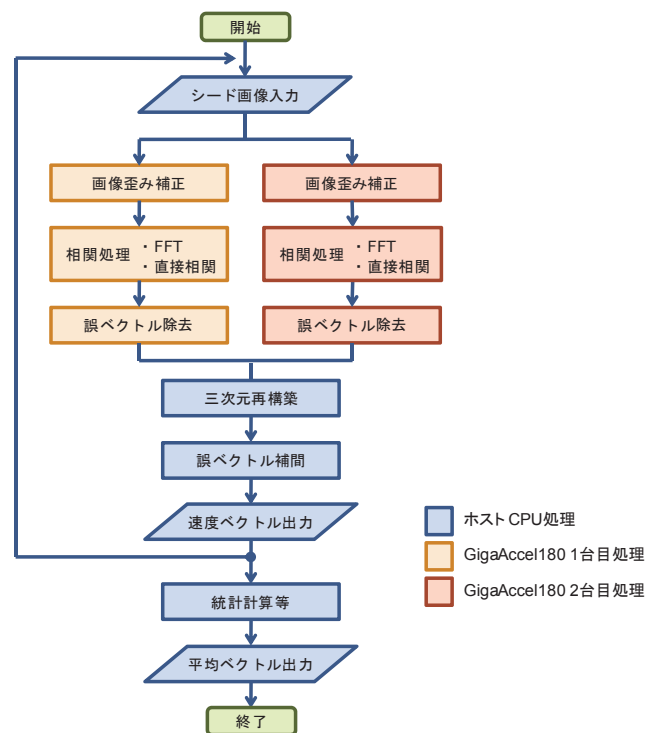 開始
シード画像入力
画像歪み補正
画像歪み補正
相関処理 ・FFT
・直接相関
相関処理 ・FFT
・直接相関
誤ベクトル除去
誤ベクトル除去
三次元再構築
誤ベクトル補間
速度ベクトル出力
統計計算等
平均ベクトル出力
終了
ホストCPU処理
GigaAccel180 1台目処理
GigaAccel180 2台目処理